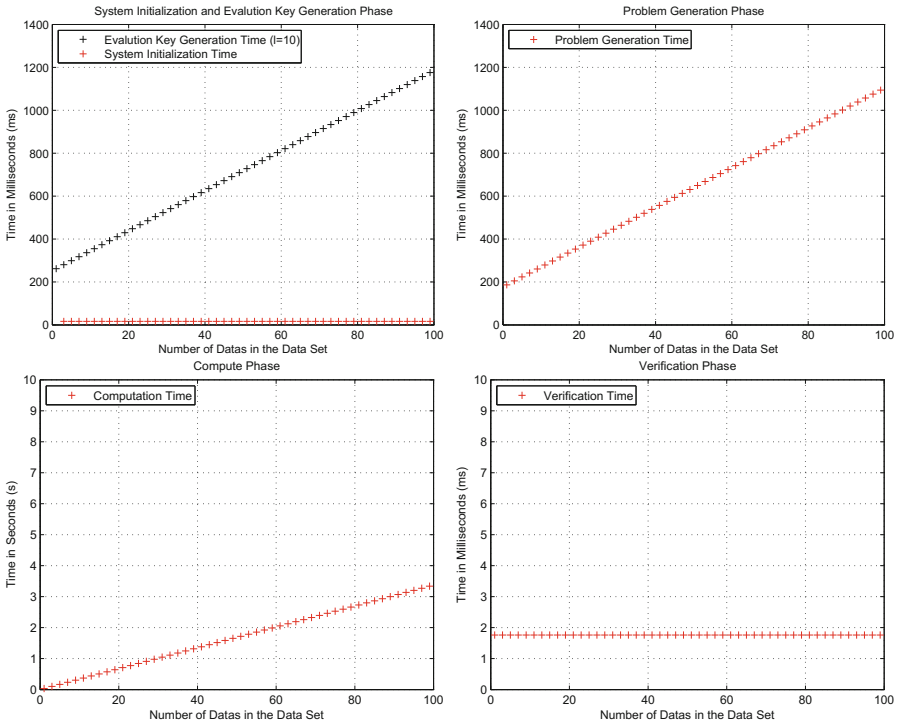 System Initialization and Evalution Key Generation Phase
1400
1200
1000
800
600
400
200
0
0 20 40 60 80 100
Time in Milliseconds (ms)
Number of Datas in the Data Set
Evalution Key Generation Time (l=10)
System Initialization Time
Problem Generation Phase
1400
1200
1000
800
600
400
200
0
0 20 40 60 80 100
Time in Milliseconds (ms)
Number of Datas in the Data Set
Problem Generation Time
Compute Phase
10
9
8
7
6
5
4
3
2
1
0
0 20 40 60 80 100
Time in Seconds (s)
Number of Datas in the Data Set
Computation Time
Verification Phase
10
9
8
7
6
5
4
3
2
1
0
0 20 40 60 80 100
Time in Milliseconds (ms)
Number of Datas in the Data Set
Verification Time